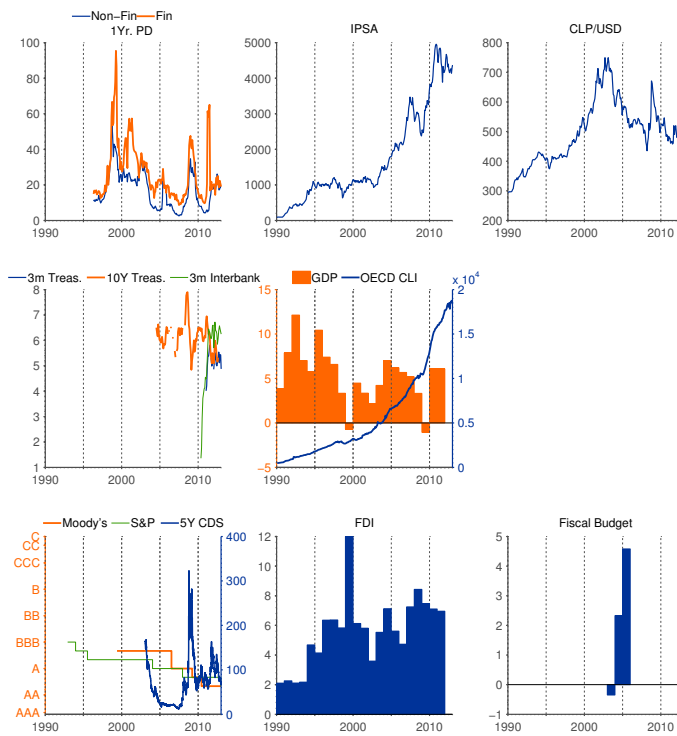 Non−Fin Fin
1Yr. PD
100
80
60
40
20
0
1990 2000 2010
IPSA
5000
4000
3000
2000
1000
0
1990 2000 2010
CLP/USD
800
700
600
500
400
300
200
1990 2000 2010
3m Treas. 10Y Treas. 3m Interbank
8
7
6
5
4
3
2
1
1990 2000 2010
GDP OECD CLI
x 10^4
15
10
5
0
−5
2
1.5
1
0.5
0
1990 2000 2010
Moody's S&P 5Y CDS
C
CC
CCC
B
BB
BBB
A
AA
AAA
400
300
200
100
0
1990 2000 2010
FDI
12
10
8
6
4
2
0
1990 2000 2010
Fiscal Budget
5
4
3
2
1
0
−1
1990 2000 2010